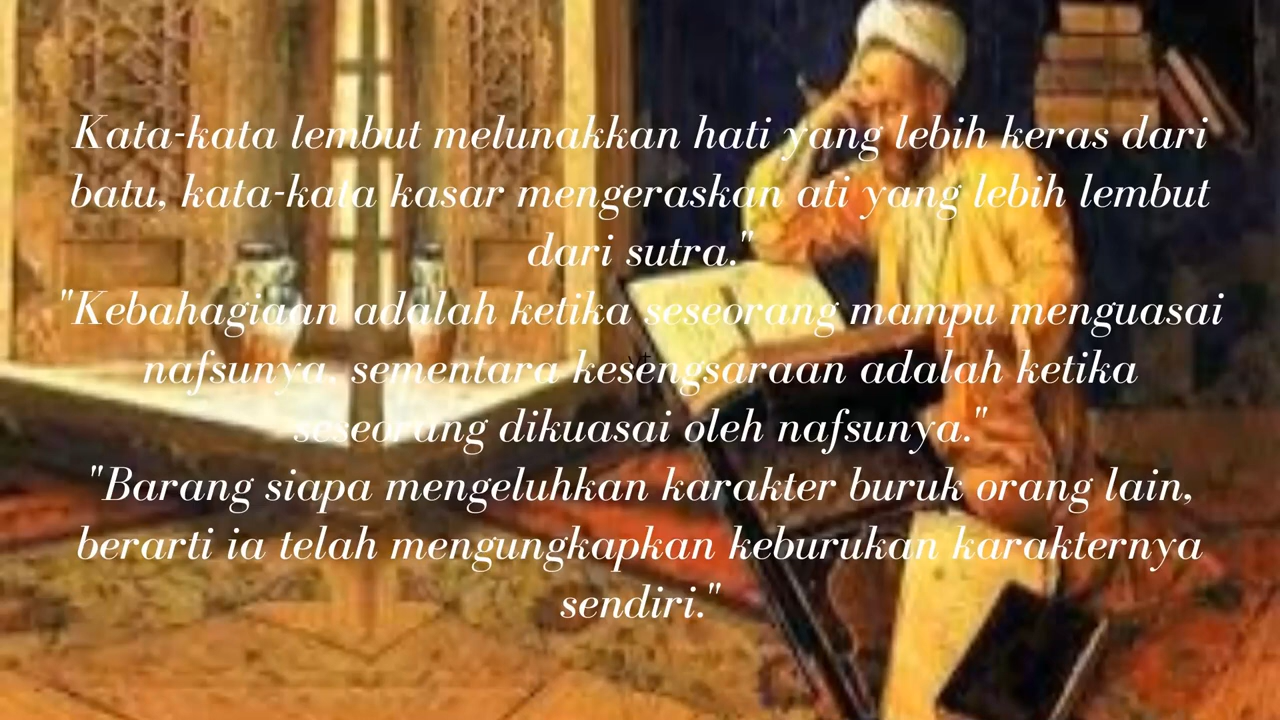 Kata-kata lembut melunakkan hati yang lebih keras dari
batu, kata-kata kasar mengeraskan ati yang lebih lembut
dari sutra."
"Kebahagiaan adalah ketika seseorang mampu menguasai
nafsunya. sementara kesengsaraan adalah ketika
seseorang dikuasai oleh nafsunya."
"Barang siapa mengeluhkan karakter buruk orang lain,
berarti ia telah mengungkapkan keburukan karakternya
sendiri."